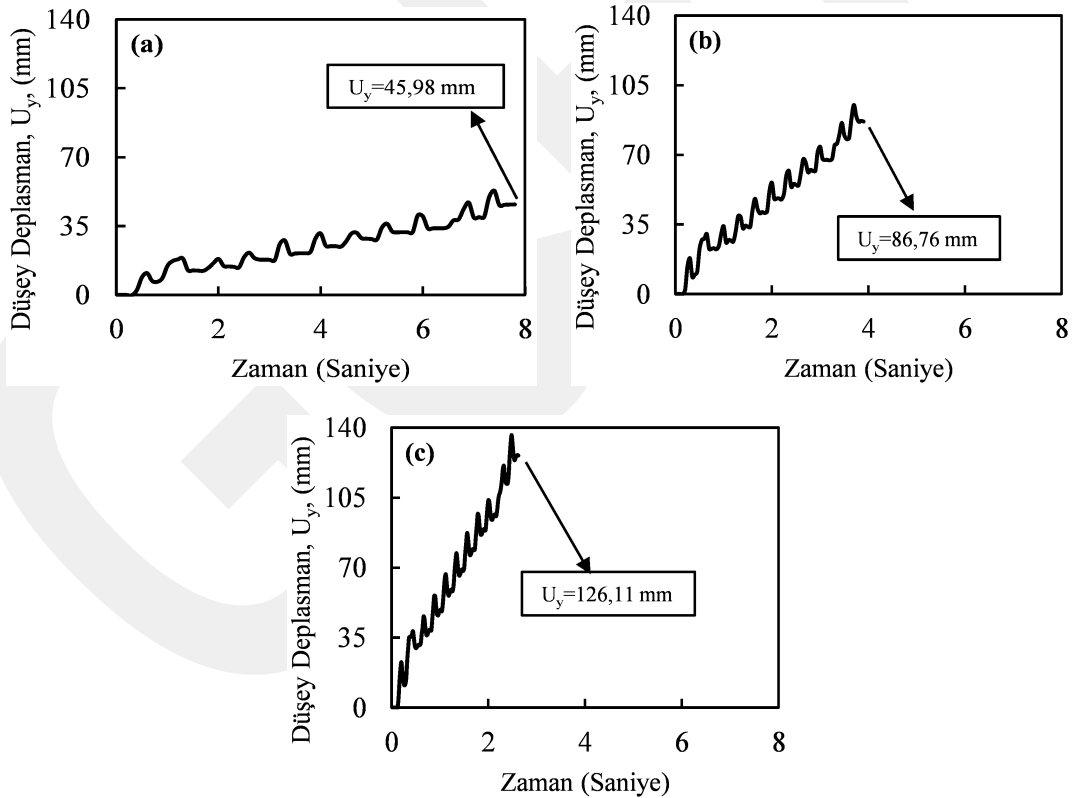 (a)
Düşey Deplasman, Uy, (mm)
140
105
70
35
0
Uy=45,98 mm
0 2 4 6 8
Zaman (Saniye)
(b)
Düşey Deplasman, Uy, (mm)
140
105
70
35
0
Uy=86,76 mm
0 2 4 6 8
Zaman (Saniye)
(c)
Düşey Deplasman, Uy, (mm)
140
105
70
35
0
Uy=126,11 mm
0 2 4 6 8
Zaman (Saniye)